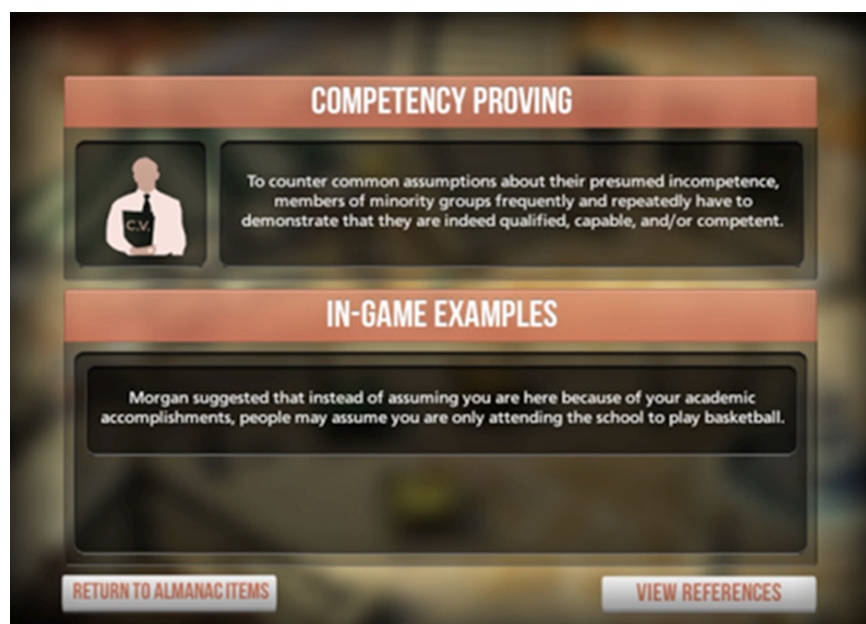 COMPETENCY PROVING
C.V.
To counter common assumptions about their presumed incompetence,
members of minority groups frequently and repeatedly have to
demonstrate that they are indeed qualified, capable, and/or competent.
IN-GAME EXAMPLES
Morgan suggested that instead of assuming you are here because of your academic
accomplishments, people may assume you are only attending the school to play basketball.
RETURN TO ALMANAC ITEMS
VIEW REFERENCES